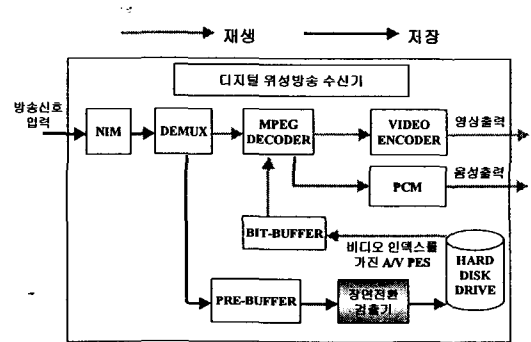 재생
저장
디지털 위성방송 수신기
방송신호
입력
NIM
DEMUX
MPEG
DECODER
VIDEO
ENCODER
영상출력
PCM
음성출력
BIT-BUFFER
비디오 인덱스를
가진 A/V PES
HARD
DISK
DRIVE
PRE-BUFFER
장면전환
검출기